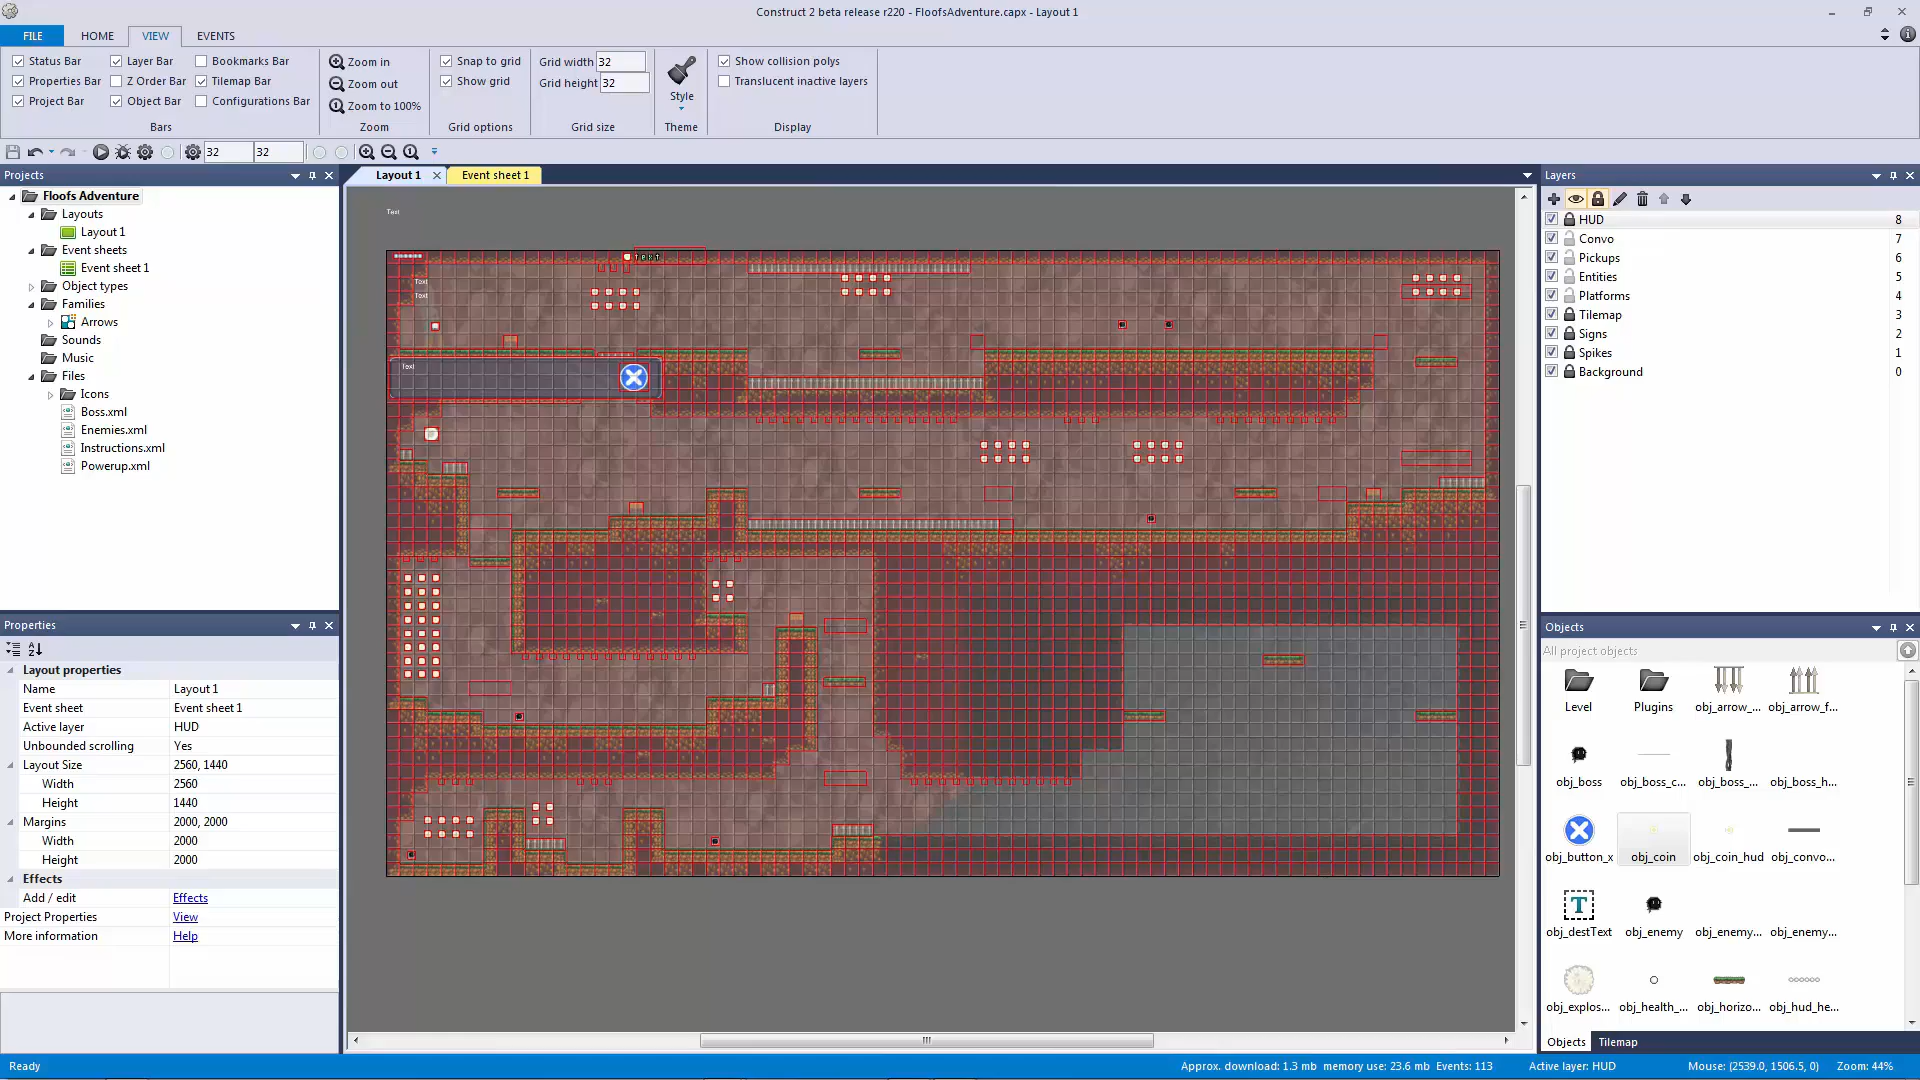 Construct 2 beta release r220 - FloofsAdventure.capx - Layout 1
FILE HOME VIEW EVENTS
Status Bar Layer Bar Bookmarks Bar
Properties Bar Z Order Bar Tilemap Bar
Project Bar Object Bar Configurations Bar
Bars
Zoom in
Zoom out
Zoom to 100%
Zoom
Snap to grid
Show grid
Grid options
Grid width 32
Grid height 32
Grid size
Style
Theme
Show collision polys
Translucent inactive layers
Display
32 32
Projects
Floofs Adventure
Layouts
Layout 1
Event sheets
Event sheet 1
Object types
Families
Arrows
Sounds
Music
Files
Icons
Boss.xml
Enemies.xml
Instructions.xml
Powerup.xml
Properties
Layout properties
Name Layout 1
Event sheet Event sheet 1
Active layer HUD
Unbounded scrolling Yes
Layout Size 2560, 1440
Width 2560
Height 1440
Margins 2000, 2000
Width 2000
Height 2000
Effects
Add / edit Effects
Project Properties View
More information Help
Layout 1 Event sheet 1
Text
TEXT
Text
Text
Text
Layers
HUD 8
Convo 7
Pickups 6
Entities 5
Platforms 4
Tilemap 3
Signs 2
Spikes 1
Background 0
Objects
All project objects
Level Plugins obj_arrow_... obj_arrow_f...
obj_boss obj_boss_c... obj_boss_... obj_boss_h...
obj_button_x obj_coin obj_coin_hud obj_convo...
T
obj_destText obj_enemy obj_enemy... obj_enemy...
obj_explos... obj_health_... obj_horizo... obj_hud_he...
Objects Tilemap
Ready
Approx. download: 1.3 mb memory use: 23.6 mb Events: 113 Active layer: HUD Mouse: (2539.0, 1506.5, 0) Zoom: 44%